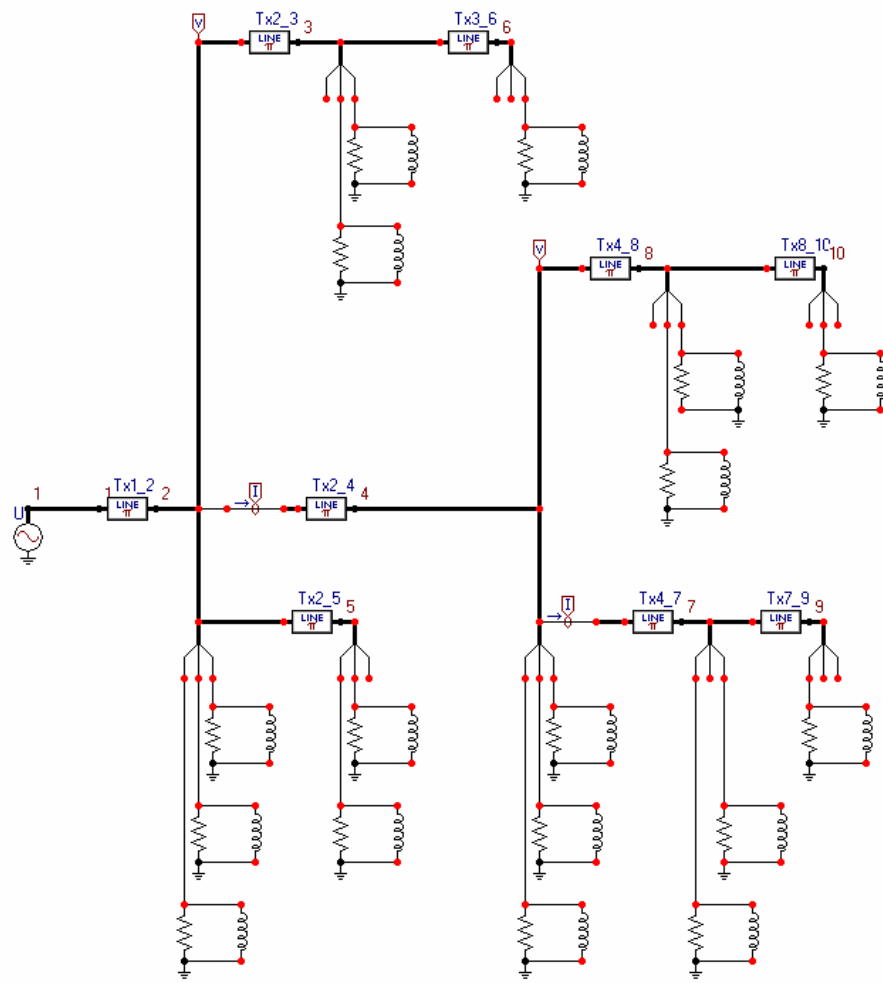 V
Tx2_3
3
LINE
π
Tx3_6
6
LINE
π
V
Tx4_8
8
LINE
π
Tx8_10
10
LINE
π
U
1
1
Tx1_2
2
LINE
π
I
Tx2_4
4
LINE
π
Tx2_5
5
LINE
π
I
Tx4_7
7
LINE
π
Tx7_9
9
LINE
π